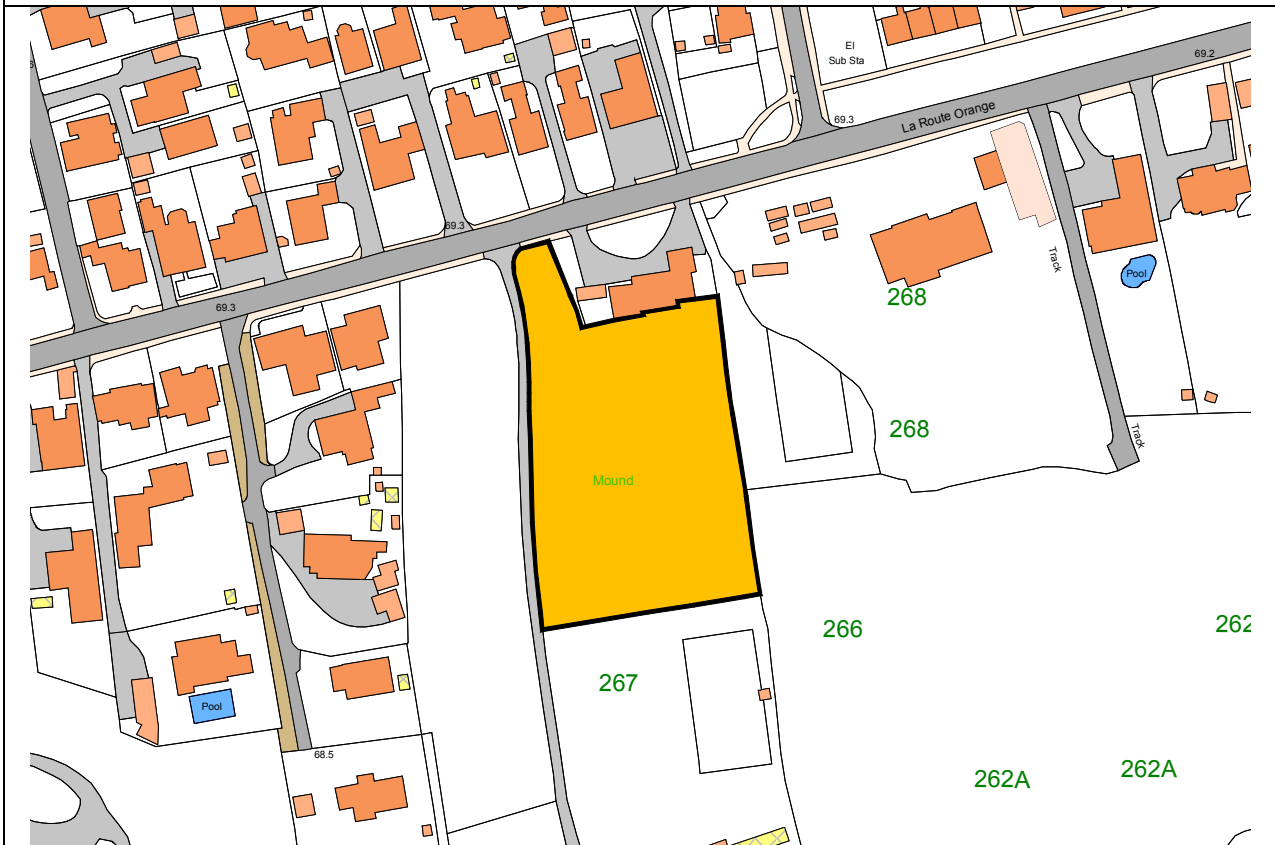 El
Sub Sta
69.2
69.3
La Route Orange
69.3
Track
Pool
268
69.3
268
Track
Mound
266
262
267
Pool
68.5
262A
262A